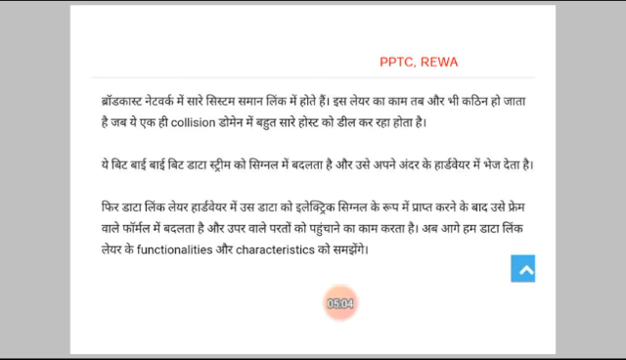 PPTC, REWA
ब्रॉडकास्ट नेटवर्क में सारे सिस्टम समान लिंक में होते हैं। इस लेयर का काम तब और भी कठिन हो जाता
है जब ये एक ही collision डोमेन में बहुत सारे होस्ट को डील कर रहा होता है।
ये बिट बाई बाई बिट डाटा स्ट्रीम को सिग्नल में बदलता है और उसे अपने अंदर के हार्डवेयर में भेज देता है।
फिर डाटा लिंक लेयर हार्डवेयर में उस डाटा को इलेक्ट्रिक सिग्नल के रूप में प्राप्त करने के बाद उसे फ्रेम
वाले फॉर्मल में बदलता है और उपर वाले परतों को पहुंचाने का काम करता है। अब आगे हम डाटा लिंक
लेयर के functionalities और characteristics को समझेंगे।
05:04